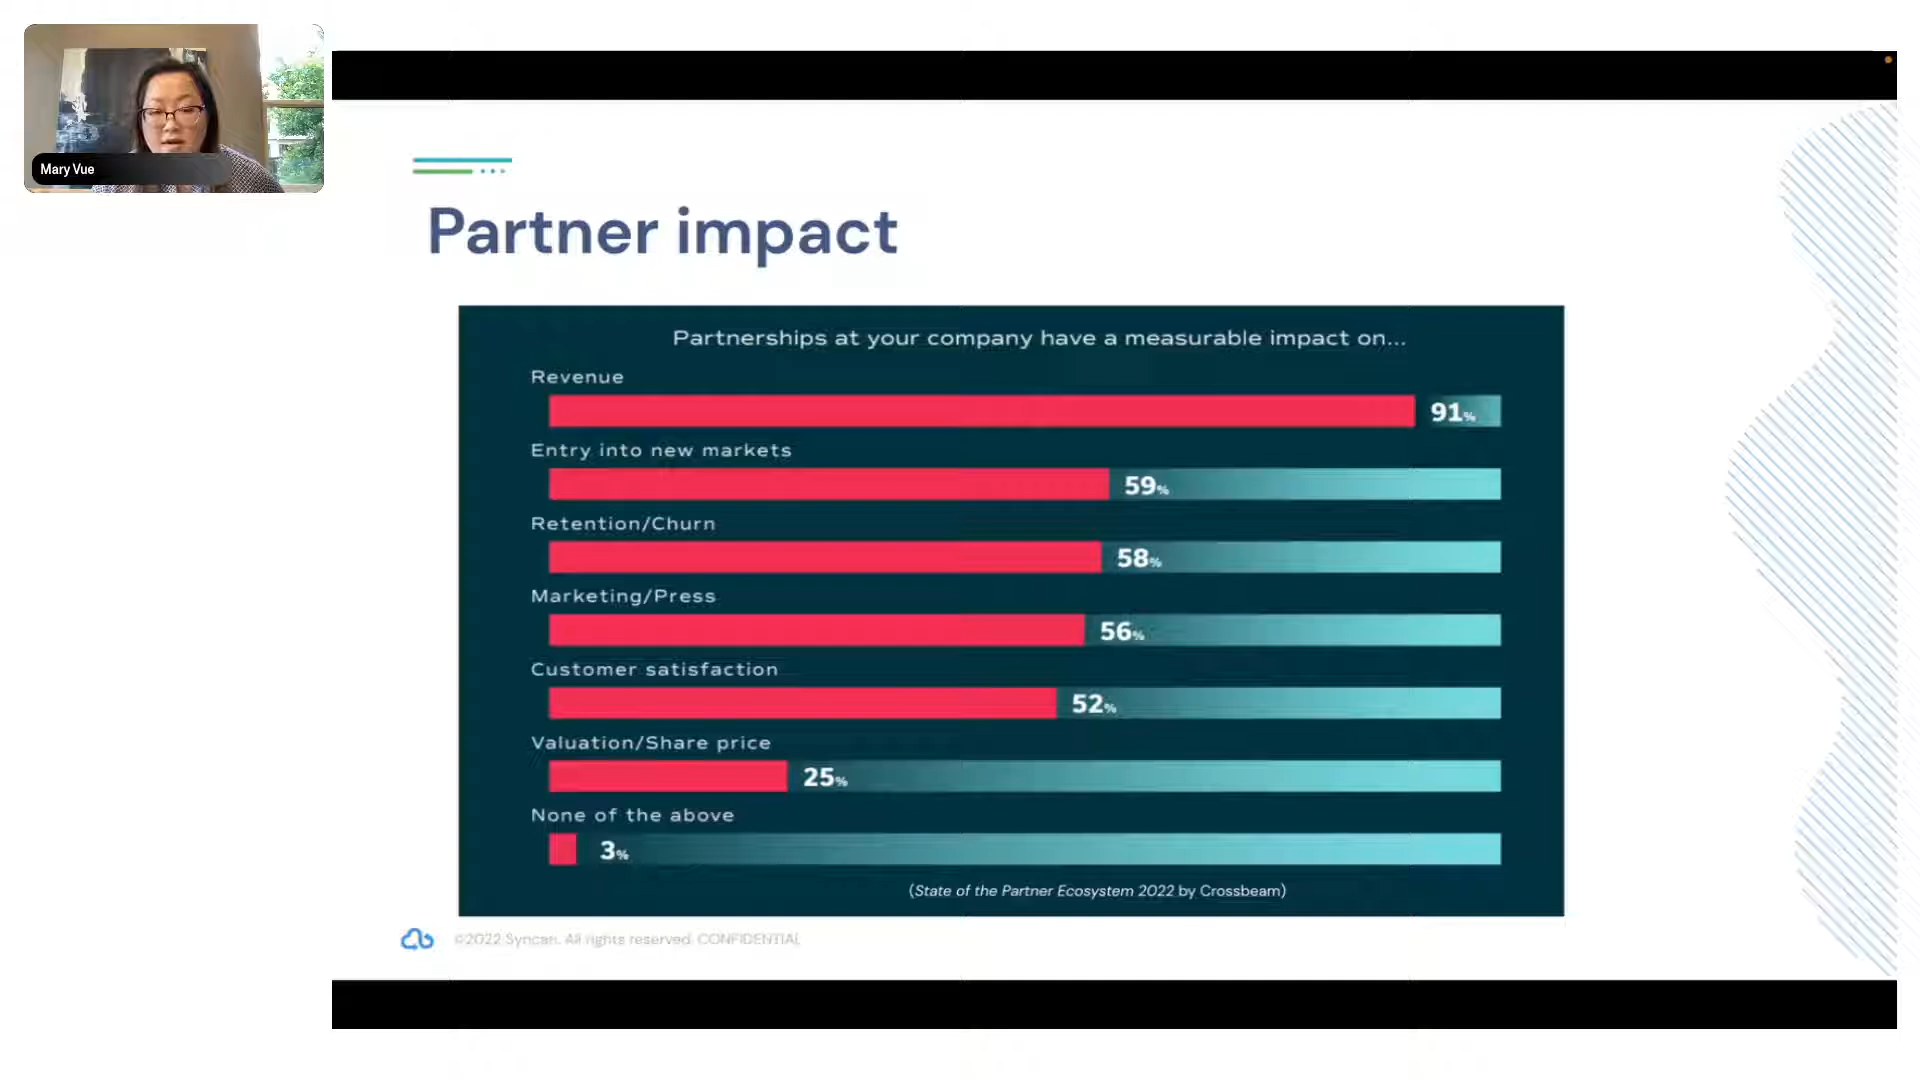 Mary Vue
Partner impact
Partnerships at your company have a measurable impact on...
Revenue
91%
Entry into new markets
59%
Retention/Churn
58%
Marketing/Press
56%
Customer satisfaction
52%
Valuation/Share price
25%
None of the above
3%
(State of the Partner Ecosystem 2022 by Crossbeam)
©2022 Syncari. All rights reserved. CONFIDENTIAL